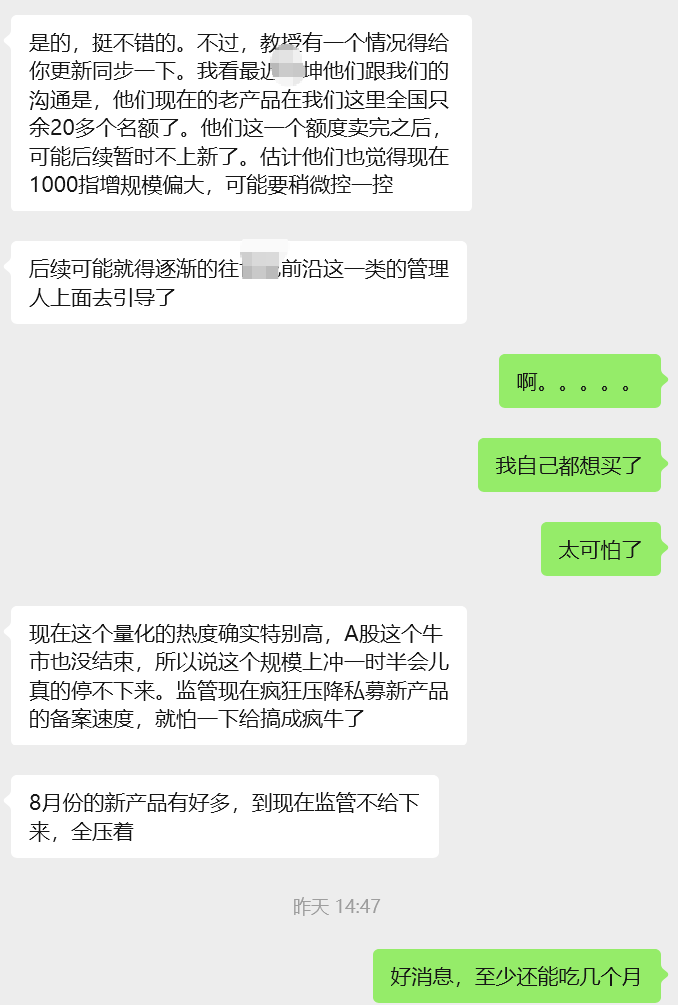 是的，挺不错的。不过，教授有一个情况得给
你更新同步一下。我看最近坤他们跟我们的
沟通是，他们现在的老产品在我们这里全国只
余20多个名额了。他们这一个额度卖完之后，
可能后续暂时不上新了。估计他们也觉得现在
1000指增规模偏大，可能要稍微控一控
后续可能就得逐渐的往前沿这一类的管理
人上面去引导了
啊。。。。。
我自己都想买了
太可怕了
现在这个量化的热度确实特别高，A股这个牛
市也没结束，所以说这个规模上冲一时半会儿
真的停不下来。监管现在疯狂压降私募新产品
的备案速度，就怕一下给搞成疯牛了
8月份的新产品有好多，到现在监管不给下
来，全压着
昨天 14:47
好消息，至少还能吃几个月